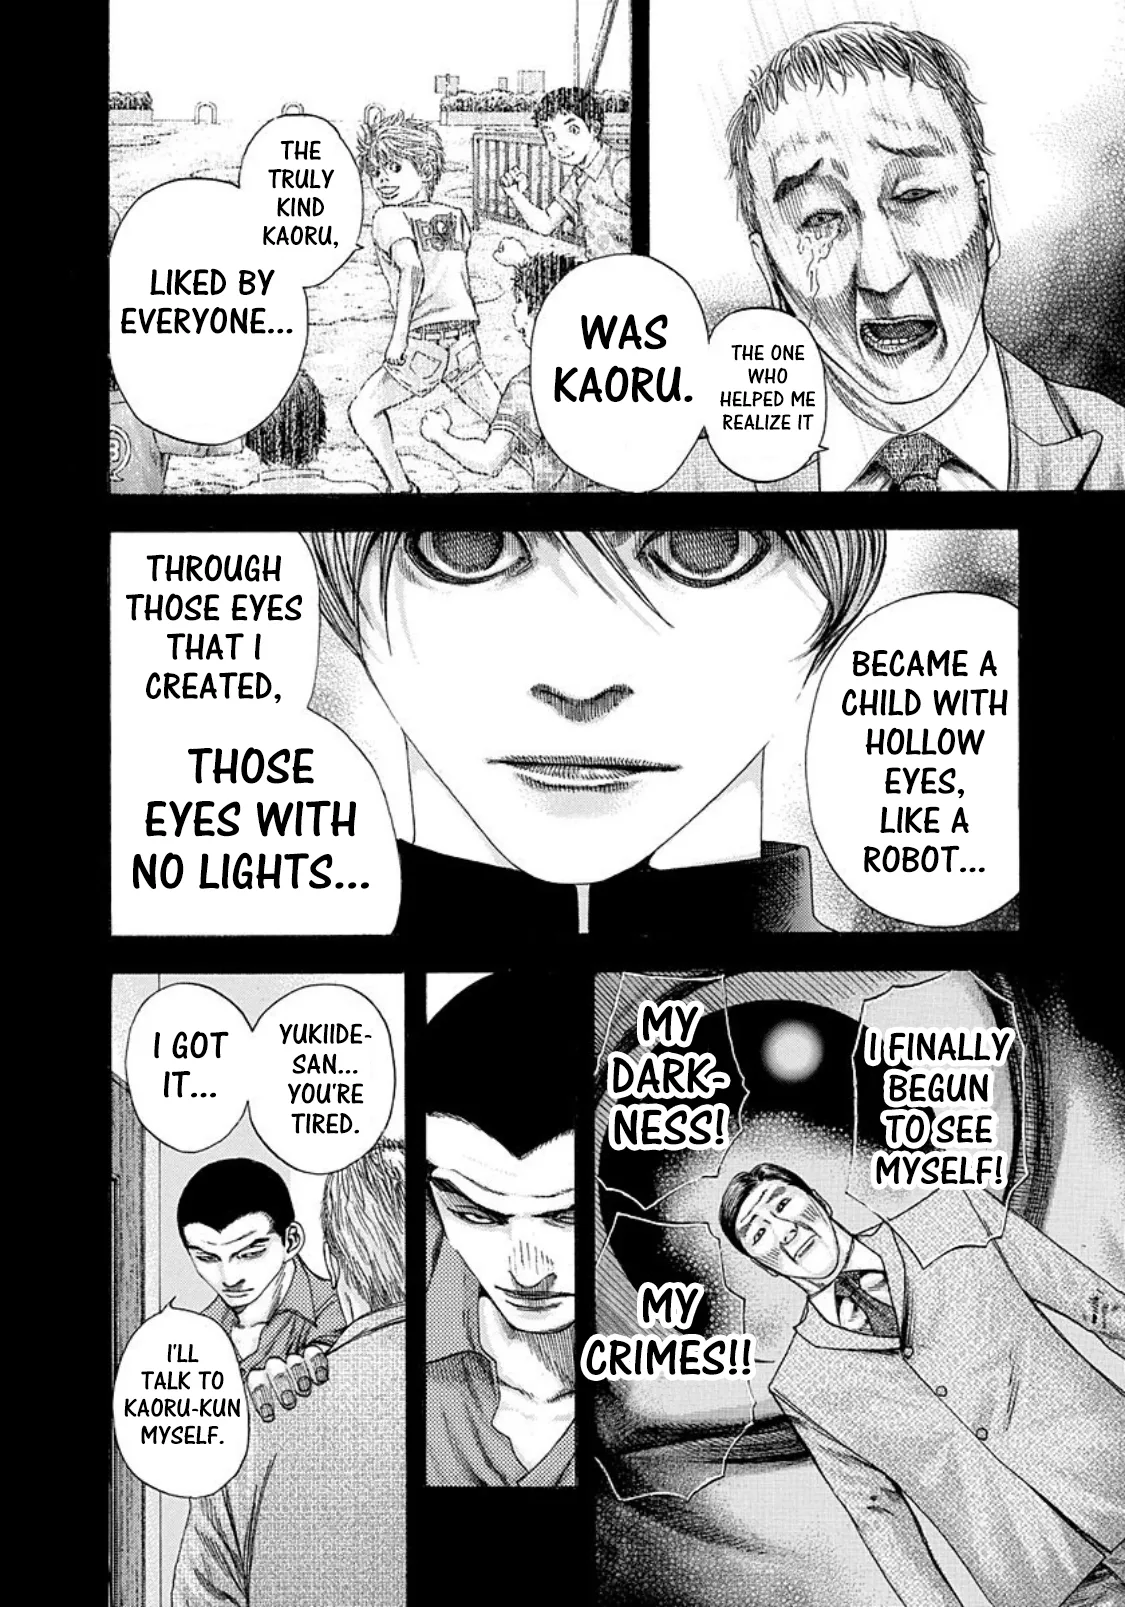 THE ONE
WHO
HELPED ME
REALIZE IT
WAS
KAORU.
THE
TRULY
KIND
KAORU,
LIKED BY
EVERYONE...
BECAME A
CHILD WITH
HOLLOW
EYES,
LIKE A
ROBOT...
THROUGH
THOSE EYES
THAT I
CREATED,
THOSE
EYES WITH
NO LIGHTS...
I FINALLY
BEGUN
TO SEE
MYSELF!
MY
DARK-
NESS!
MY
CRIMES!!
YUKIIDE-
SAN...
YOU'RE
TIRED.
I GOT
IT...
I'LL
TALK TO
KAORU-KUN
MYSELF.